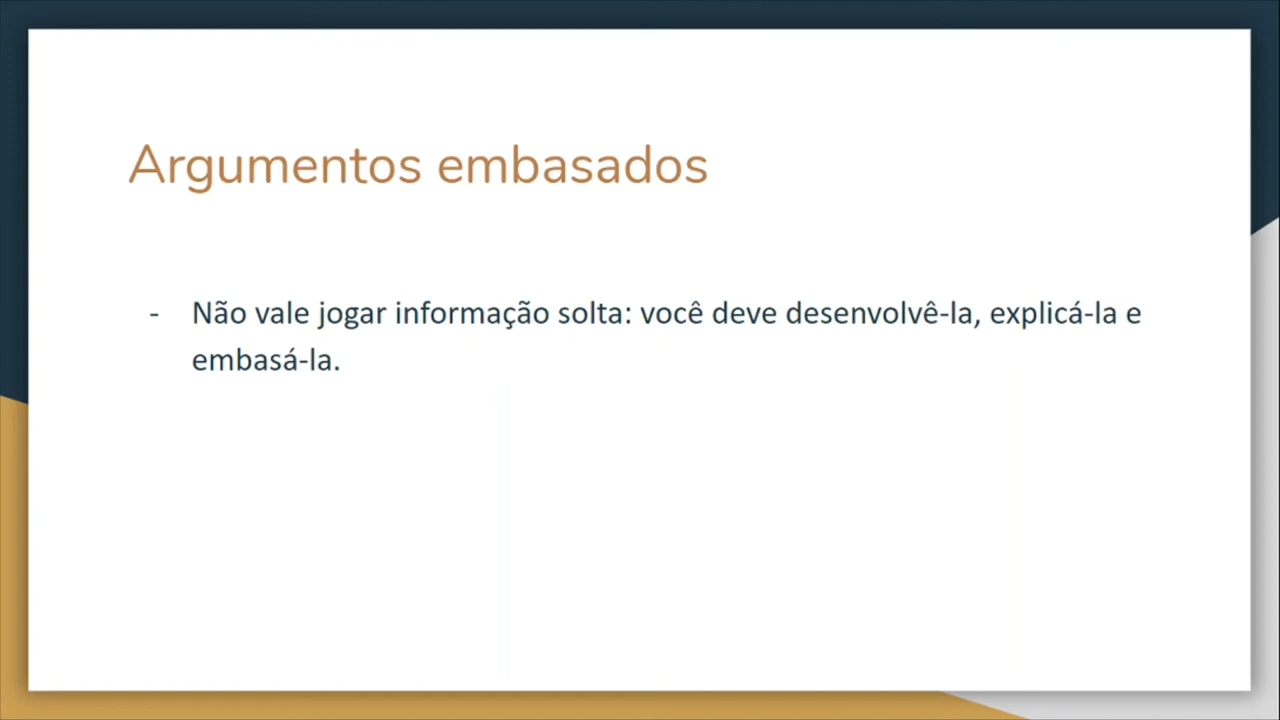 Argumentos embasados
- Não vale jogar informação solta: você deve desenvolvê-la, explicá-la e
embasá-la.